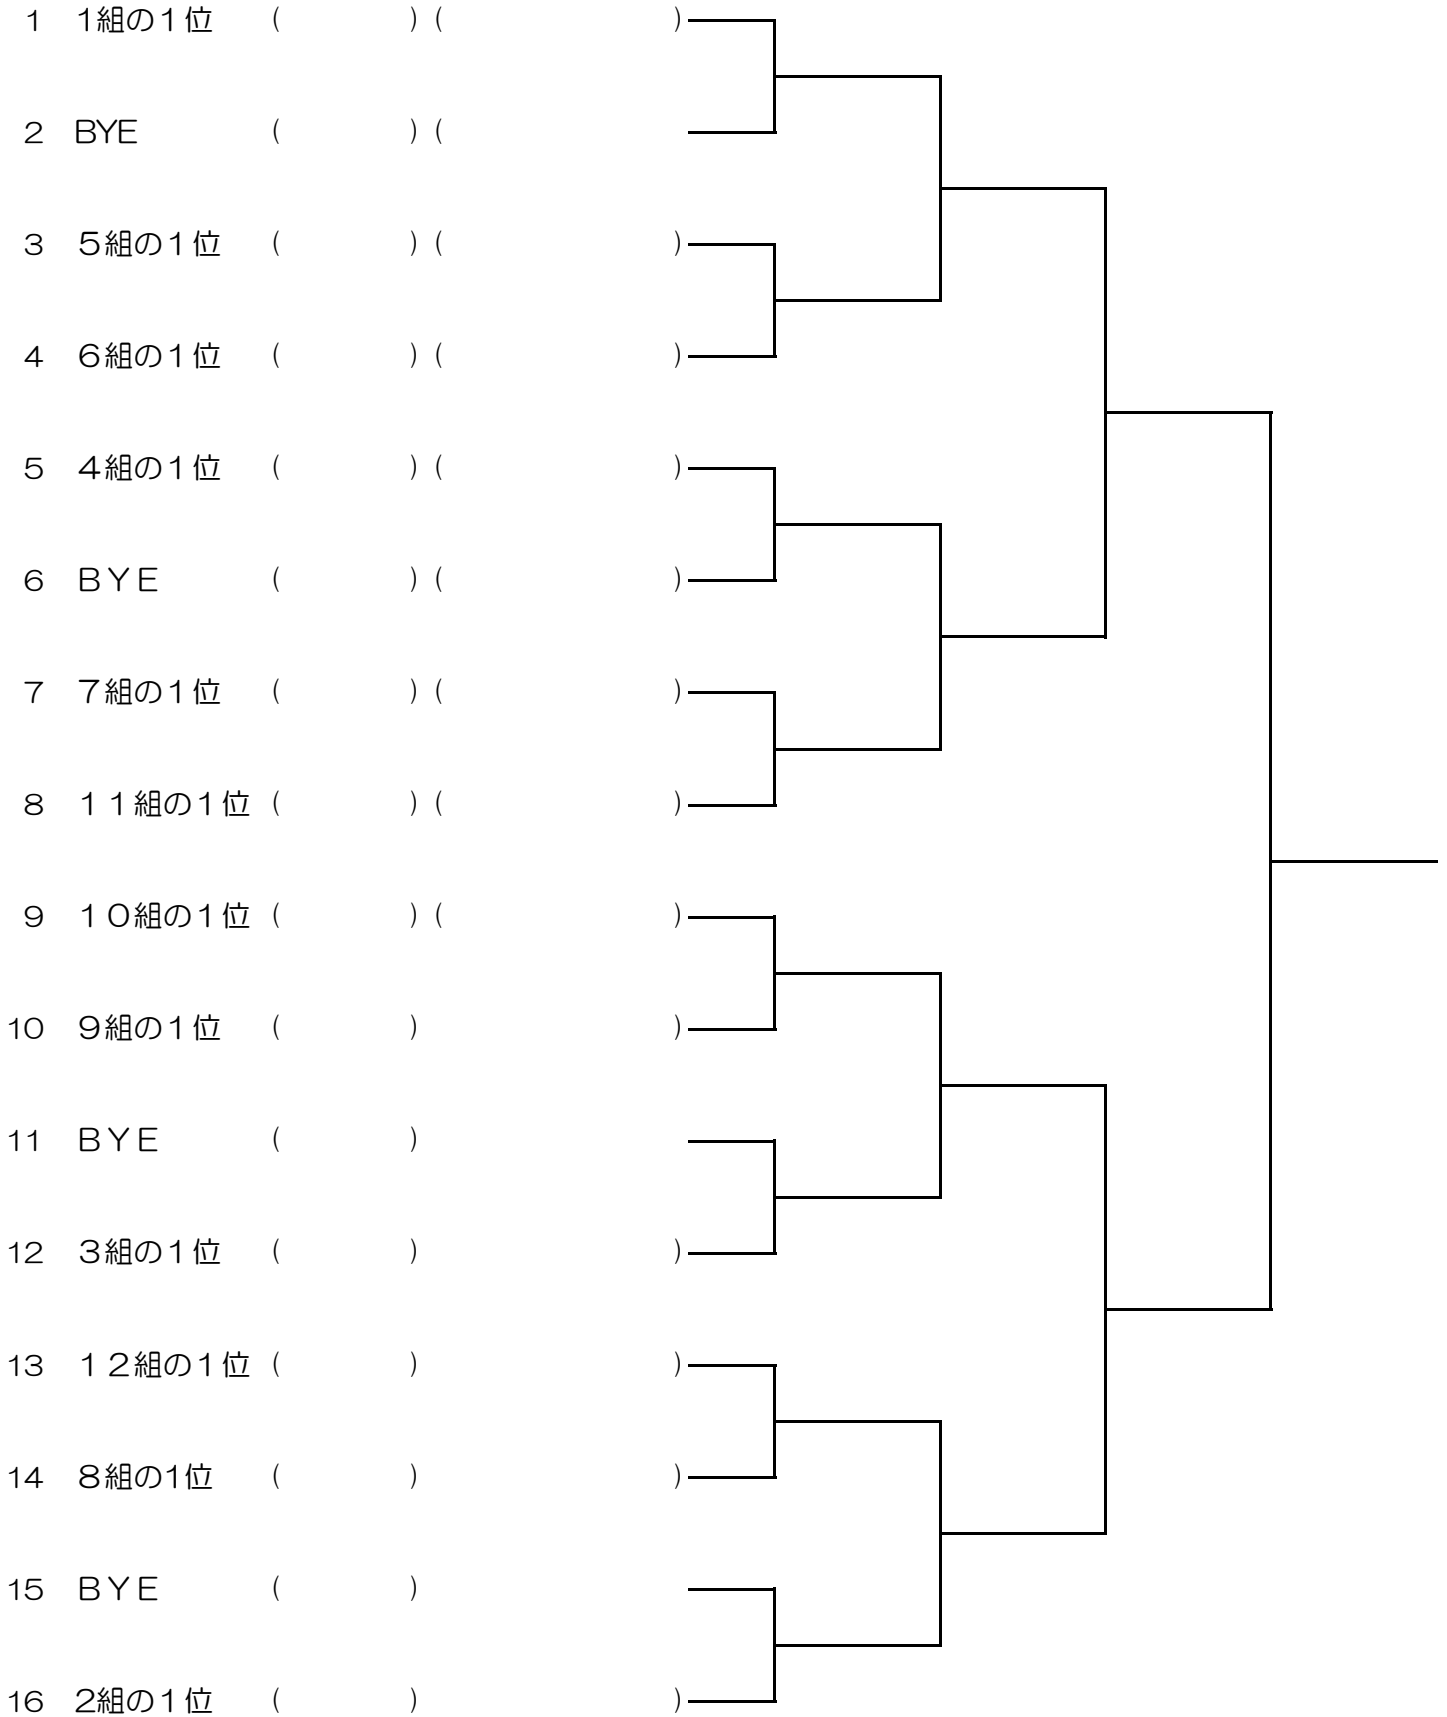 1 1組の１位 ( ) ( )
2 BYE ( ) (
3 ５組の１位 ( ) ( )
4 ６組の１位 ( ) ( )
5 ４組の１位 ( ) ( )
6 ＢＹＥ ( ) ( )
7 ７組の１位 ( ) ( )
8 １１組の１位 ( ) ( )
9 １０組の１位 ( ) ( )
10 ９組の１位 ( ) )
11 ＢＹＥ ( )
12 ３組の１位 ( ) )
13 １２組の１位 ( ) )
14 ８組の1位 ( ) )
15 ＢＹＥ ( )
16 2組の１位 ( ) )